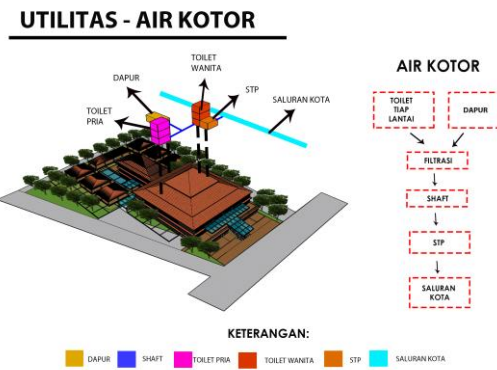 UTILITAS - AIR KOTOR
TOILET
WANITA
DAPUR
STP
SALURAN KOTA
TOILET
PRIA
AIR KOTOR
TOILET
TIAP
LANTAI
DAPUR
FILTRASI
SHAFT
STP
SALURAN
KOTA
KETERANGAN:
DAPUR
SHAFT
TOILET PRIA
TOILET WANITA
STP
SALURAN KOTA